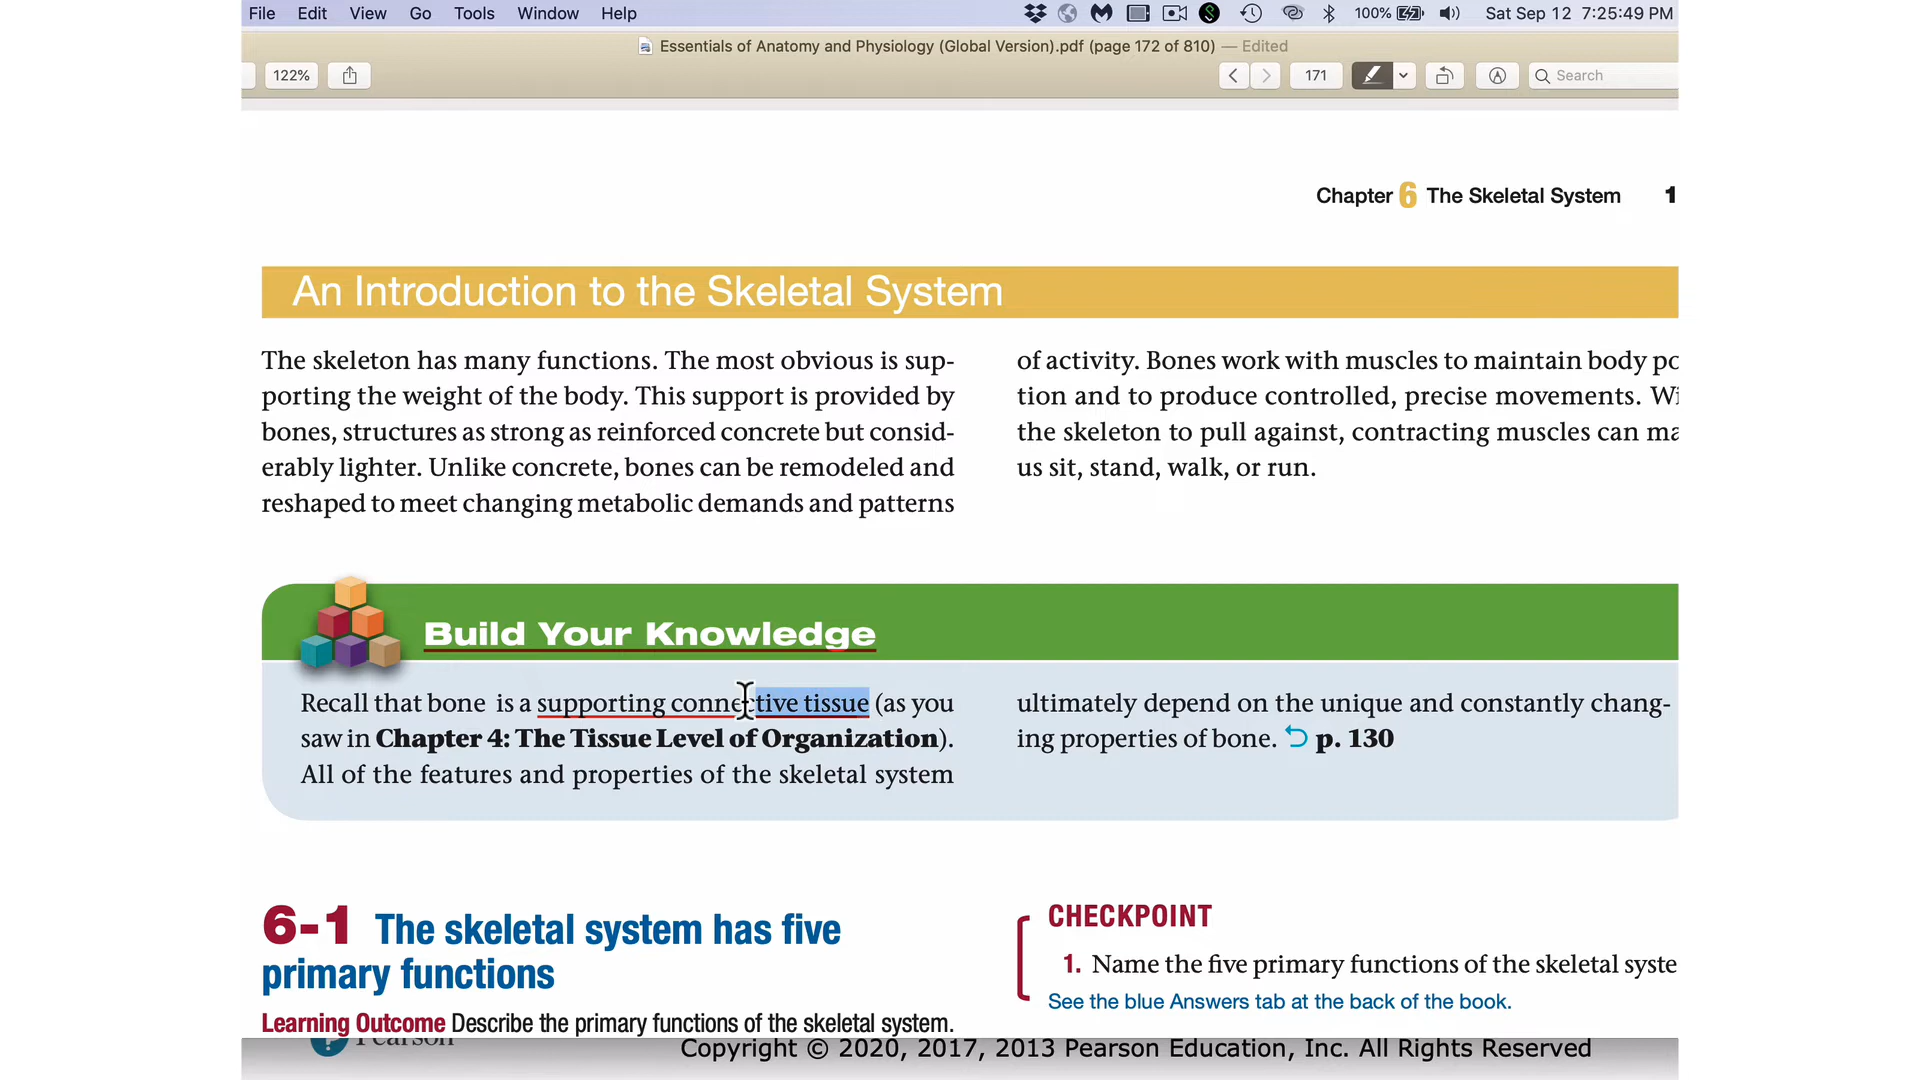 File Edit View Go Tools Window Help 100% Sat Sep 12 7:25:49 PM
Essentials of Anatomy and Physiology (Global Version).pdf (page 172 of 810) — Edited
122% 171 Search
Chapter 6 The Skeletal System 1
An Introduction to the Skeletal System
The skeleton has many functions. The most obvious is sup-
porting the weight of the body. This support is provided by
bones, structures as strong as reinforced concrete but consid-
erably lighter. Unlike concrete, bones can be remodeled and
reshaped to meet changing metabolic demands and patterns
of activity. Bones work with muscles to maintain body po
tion and to produce controlled, precise movements. Wi
the skeleton to pull against, contracting muscles can ma
us sit, stand, walk, or run.
Build Your Knowledge
Recall that bone is a supporting connective tissue (as you
saw in Chapter 4: The Tissue Level of Organization).
All of the features and properties of the skeletal system
ultimately depend on the unique and constantly chang-
ing properties of bone. p. 130
6-1 The skeletal system has five
primary functions
Learning Outcome Describe the primary functions of the skeletal system.
CHECKPOINT
1. Name the five primary functions of the skeletal syste
See the blue Answers tab at the back of the book.
Pearson
Copyright © 2020, 2017, 2013 Pearson Education, Inc. All Rights Reserved